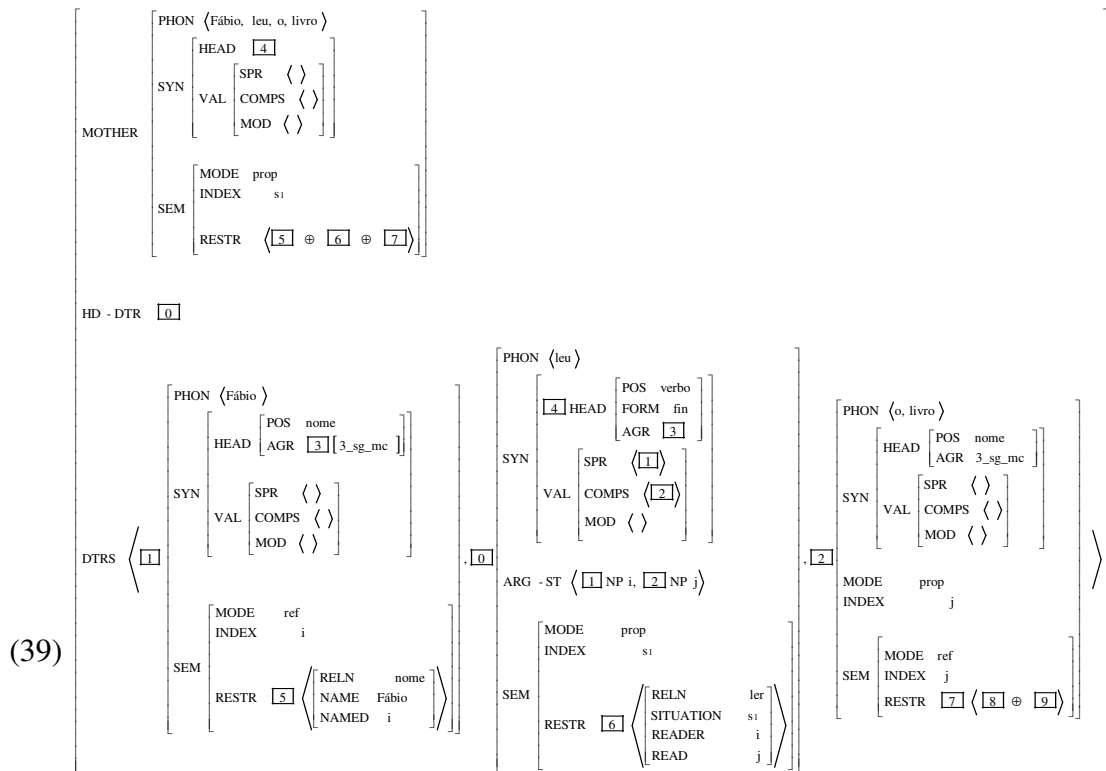 MOTHER
PHON ⟨Fábio, leu, o, livro⟩
SYN
HEAD 4
VAL
SPR ⟨ ⟩
COMPS ⟨ ⟩
MOD ⟨ ⟩
SEM
MODE prop
INDEX s1
RESTR ⟨5 ⊕ 6 ⊕ 7⟩
HD - DTR 0
DTRS
1
PHON ⟨Fábio⟩
SYN
HEAD
POS nome
AGR 3 [3_sg_mc]
VAL
SPR ⟨ ⟩
COMPS ⟨ ⟩
MOD ⟨ ⟩
SEM
MODE ref
INDEX i
RESTR 5
RELN nome
NAME Fábio
NAMED i
, 0
PHON ⟨leu⟩
SYN
4 HEAD
POS verbo
FORM fin
AGR 3
VAL
SPR ⟨1⟩
COMPS ⟨2⟩
MOD ⟨ ⟩
ARG - ST ⟨1 NP i, 2 NP j⟩
SEM
MODE prop
INDEX s1
RESTR 6
RELN ler
SITUATION s1
READER i
READ j
, 2
PHON ⟨o, livro⟩
SYN
HEAD
POS nome
AGR 3_sg_mc
VAL
SPR ⟨ ⟩
COMPS ⟨ ⟩
MOD ⟨ ⟩
MODE prop
INDEX j
SEM
MODE ref
INDEX j
RESTR 7 ⟨8 ⊕ 9⟩
(39)